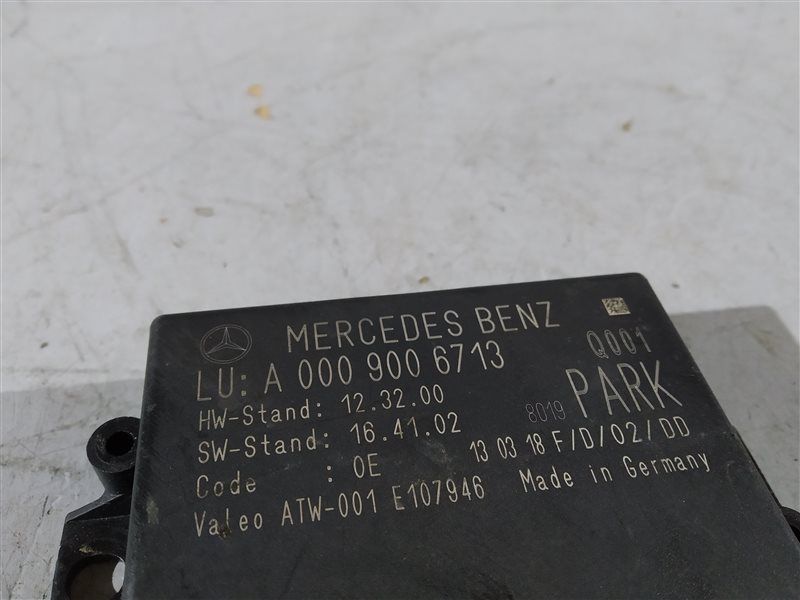 MERCEDES BENZ
LU: A 000 900 6713 Q001
HW-Stand: 12.32.00 8019 PARK
SW-Stand: 16.41.02 13 03 18 F/D/02/DD
Code : 0E Made in Germany
Valeo ATW-001 E107946